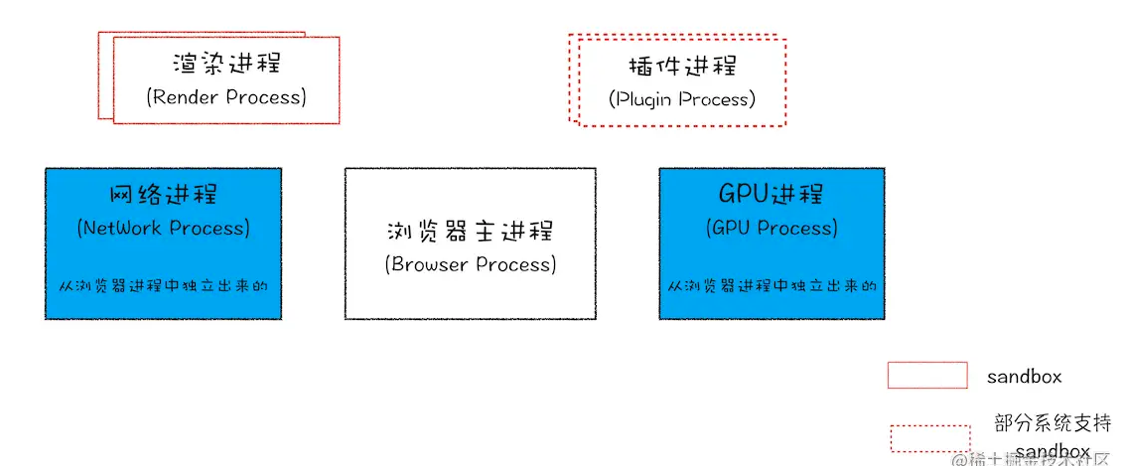 渲染进程
(Render Process)
插件进程
(Plugin Process)
网络进程
(NetWork Process)
从浏览器进程中独立出来的
浏览器主进程
(Browser Process)
GPU进程
(GPU Process)
从浏览器进程中独立出来的
sandbox
部分系统支持
sandbox
@稀土掘金技术社区